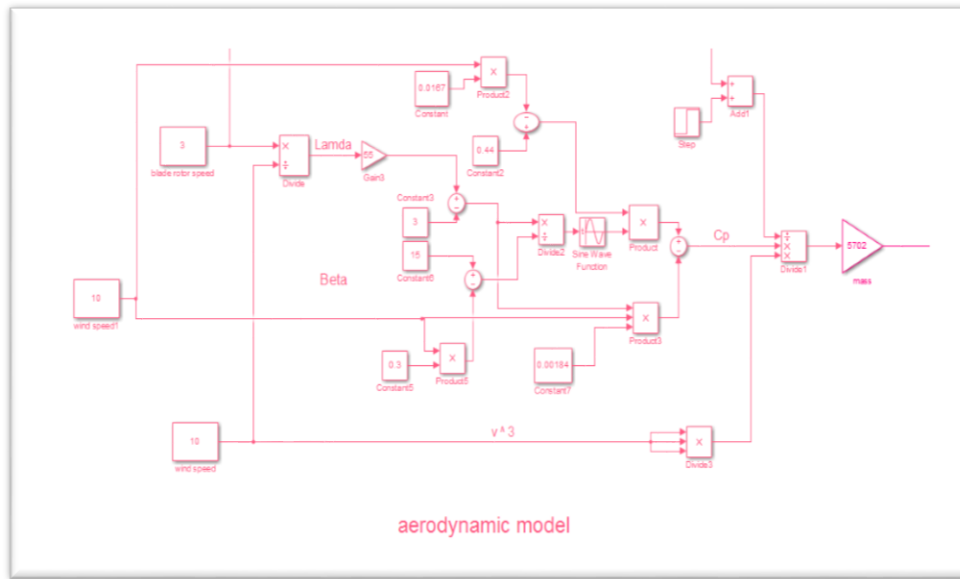 0.0167
Constant
x
Product2
Add1
Step
3
blade rotor speed
x
÷
Divide
Lamda
Gain3
0.44
Constant2
Constant3
3
15
Constant6
Beta
x
÷
Divide2
Sine Wave
Function
x
Product
Cp
÷
x
x
Divide1
5702
mass
10
wind speed1
0.3
Constant5
x
Product6
x
Product3
0.00184
Constant7
10
wind speed
v ^ 3
x
Divide3
aerodynamic model